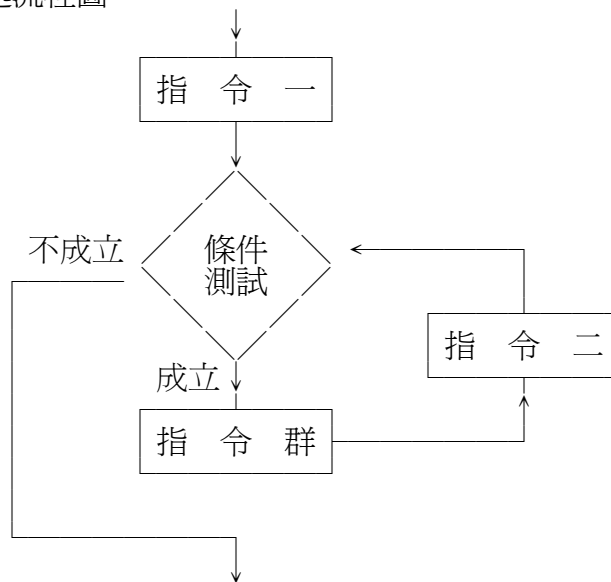 指 令 一
不成立
條件
測試
指 令 二
成立
指 令 群